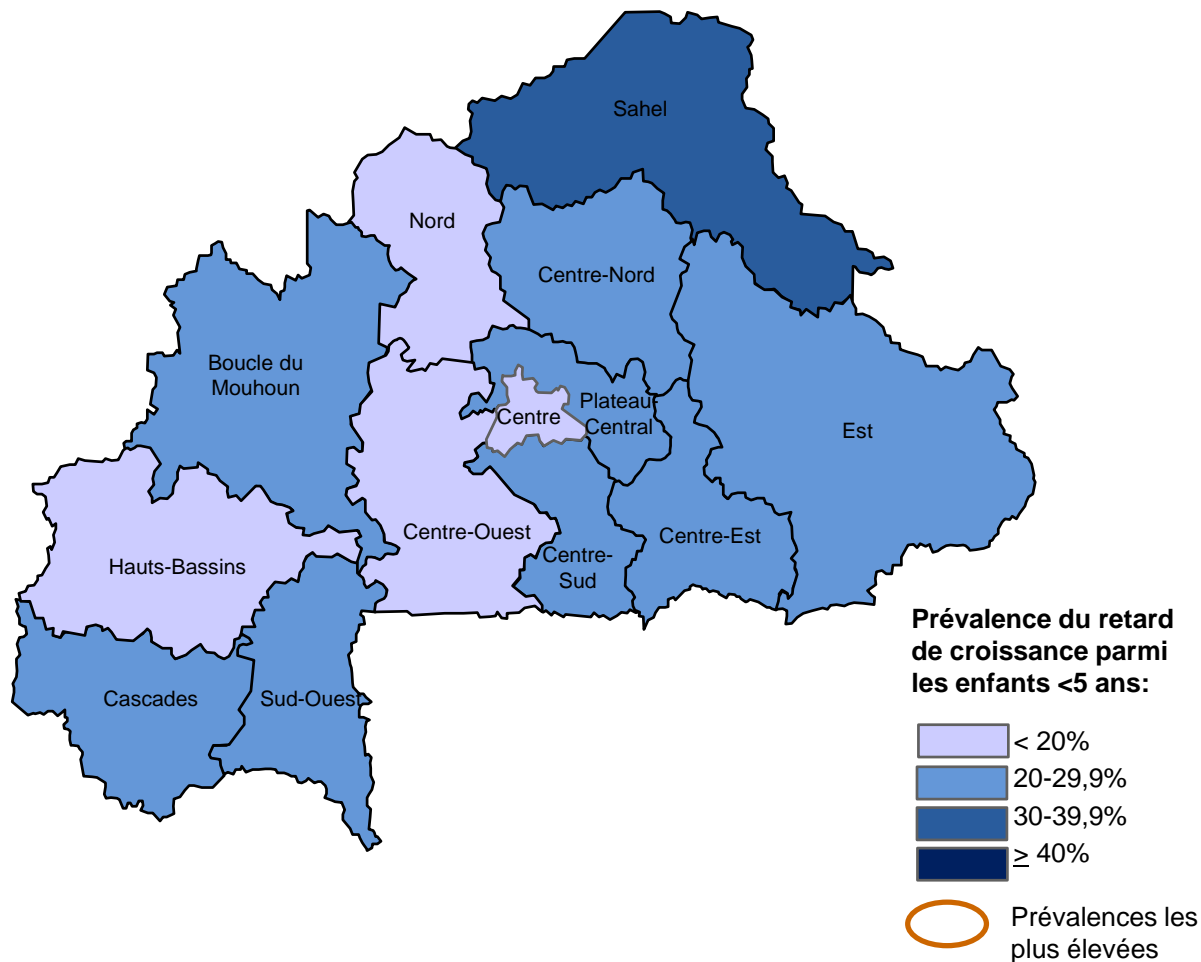 Sahel
Nord
Centre-Nord
Boucle du
Mouhoun
Plateau-
Central
Centre
Est
Centre-Ouest
Centre-Est
Centre-
Sud
Hauts-Bassins
Cascades
Sud-Ouest
Prévalence du retard
de croissance parmi
les enfants <5 ans:
< 20%
20-29,9%
30-39,9%
≥ 40%
Prévalences les
plus élevées